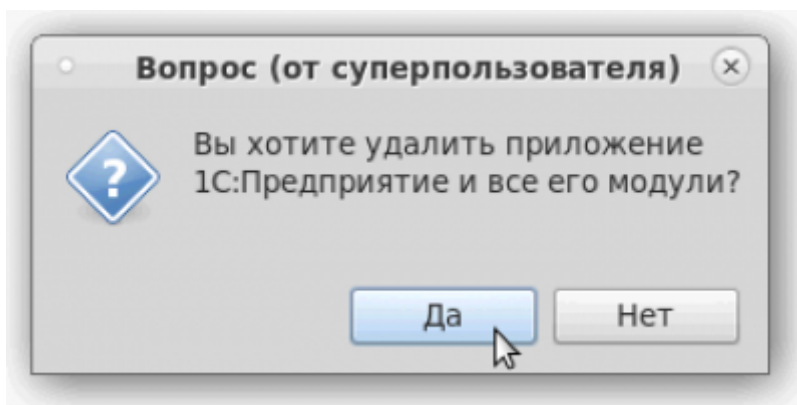 Вопрос (от суперпользователя)
Вы хотите удалить приложение
1С:Предприятие и все его модули?
Да
Нет